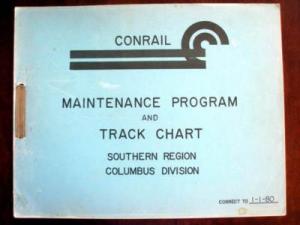 CONRAIL
MAINTENANCE PROGRAM
AND
TRACK CHART
SOUTHERN REGION
COLUMBUS DIVISION
CORRECT TO 1-1-80